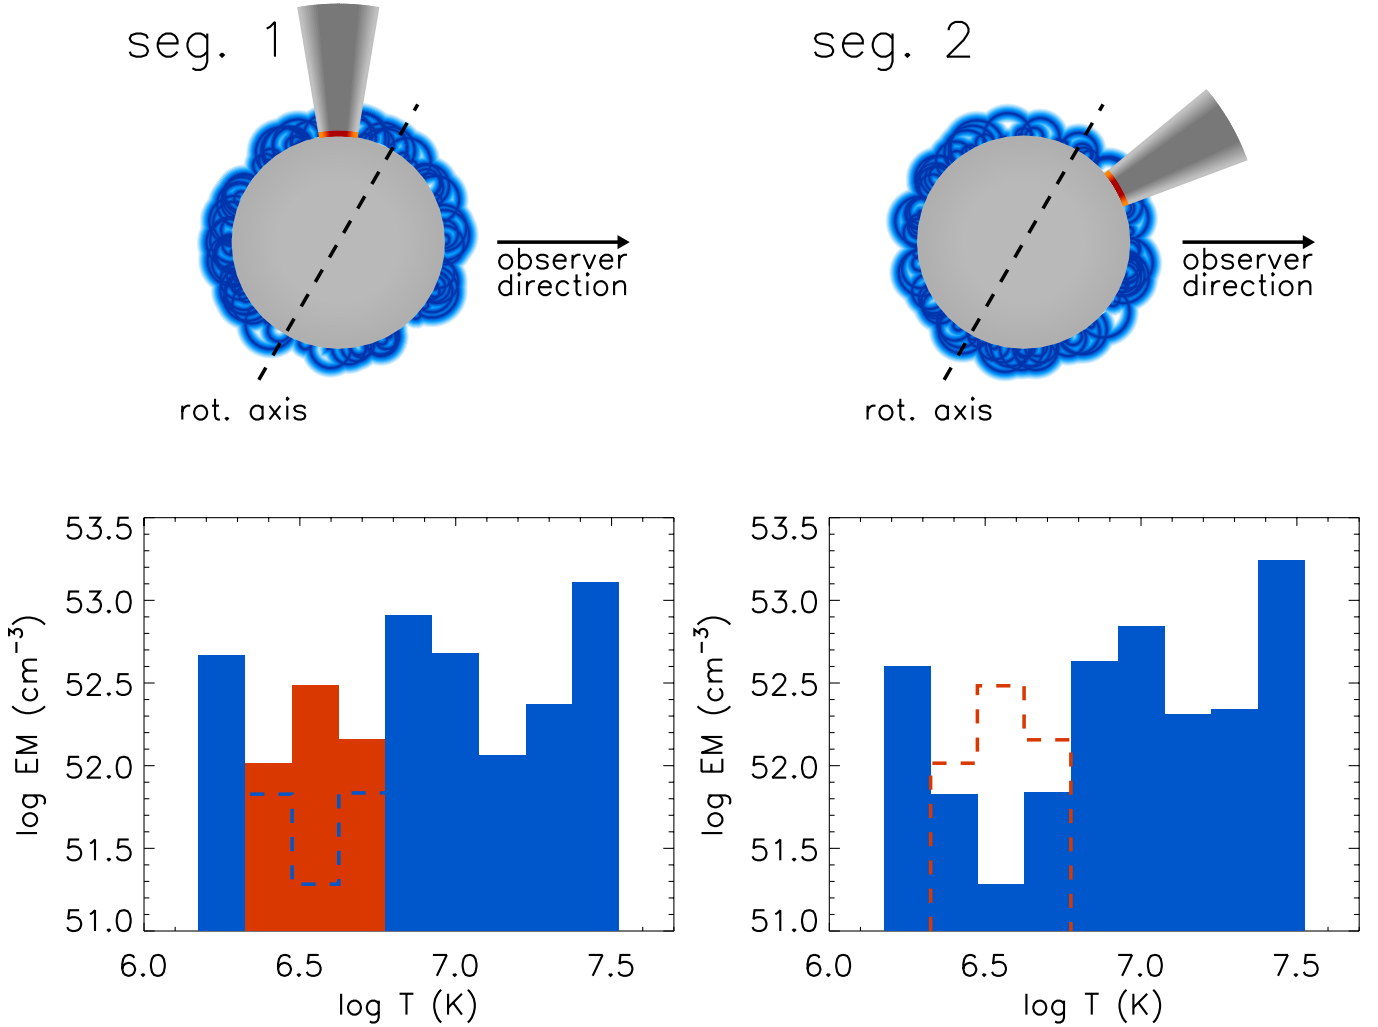 seg. 1
observer
direction
rot. axis
seg. 2
observer
direction
rot. axis
53.5
53.0
52.5
52.0
51.5
51.0
log EM (cm⁻³)
6.0 6.5 7.0 7.5
log T (K)
53.5
53.0
52.5
52.0
51.5
51.0
log EM (cm⁻³)
6.0 6.5 7.0 7.5
log T (K)